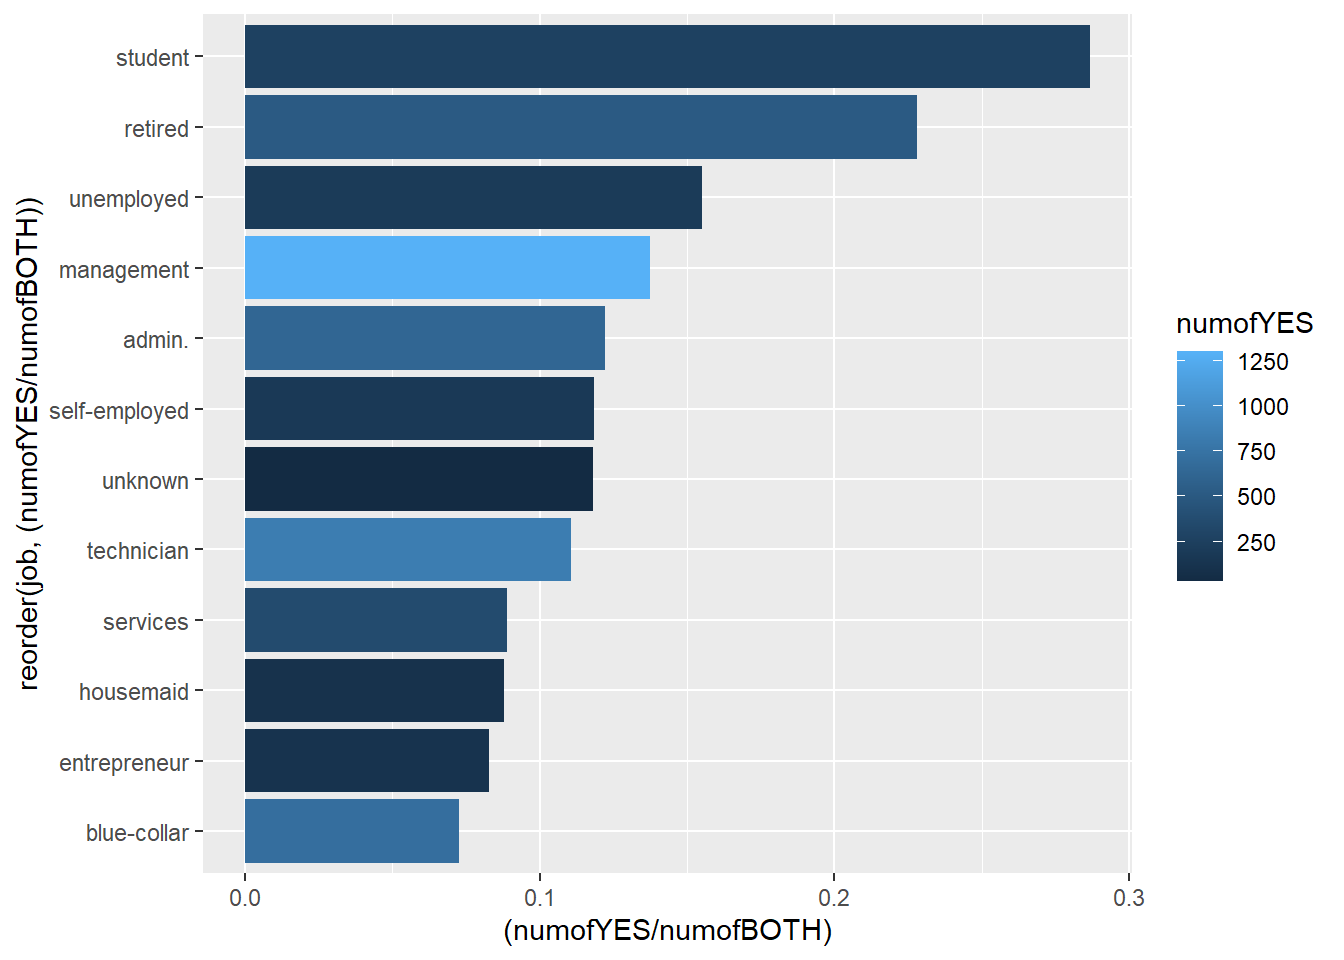 reorder(job, (numofYES/numofBOTH))
student
retired
unemployed
management
admin.
self-employed
unknown
technician
services
housemaid
entrepreneur
blue-collar
0.0 0.1 0.2 0.3
(numofYES/numofBOTH)
numofYES
1250
1000
750
500
250